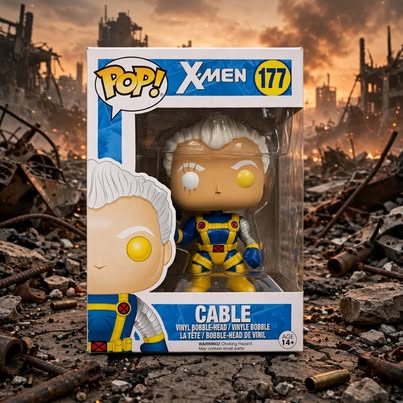 POP!
X-MEN
177
CABLE
VINYL BOBBLE-HEAD / VINYLE BOBBLE
LA TÊTE / BOBBLE-HEAD DE VINIL
WARNING: Choking Hazard.
May contain small parts.
AGE
14+